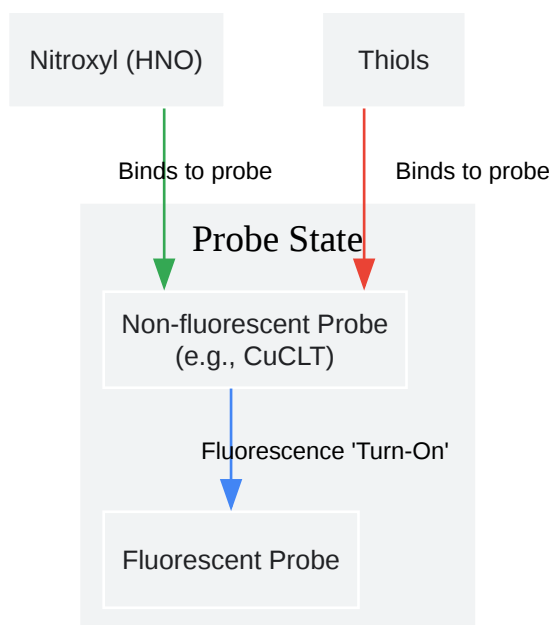 Nitroxyl (HNO)
Thiols
Binds to probe
Binds to probe
Probe State
Non-fluorescent Probe
(e.g., CuCLT)
Fluorescence 'Turn-On'
Fluorescent Probe